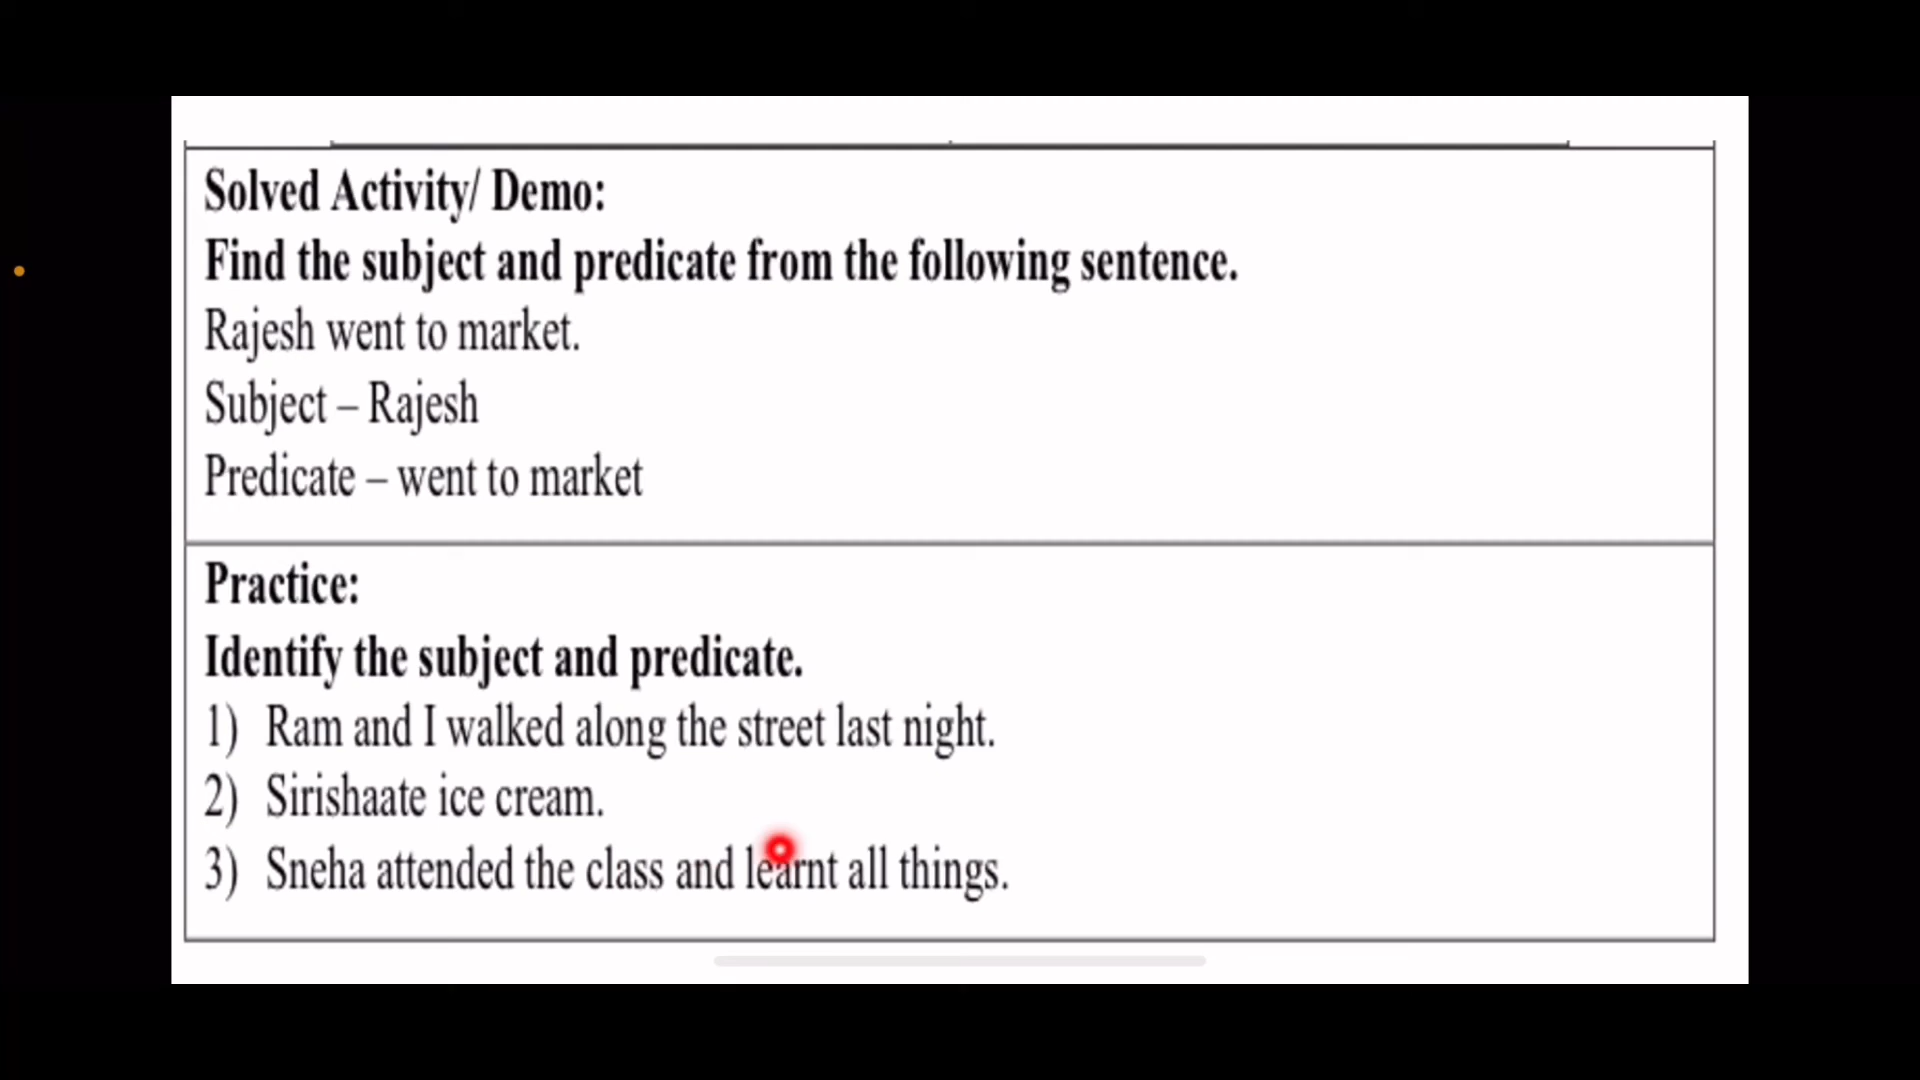 Solved Activity/ Demo:
Find the subject and predicate from the following sentence.
Rajesh went to market.
Subject – Rajesh
Predicate – went to market
Practice:
Identify the subject and predicate.
1) Ram and I walked along the street last night.
2) Sirishaate ice cream.
3) Sneha attended the class and learnt all things.